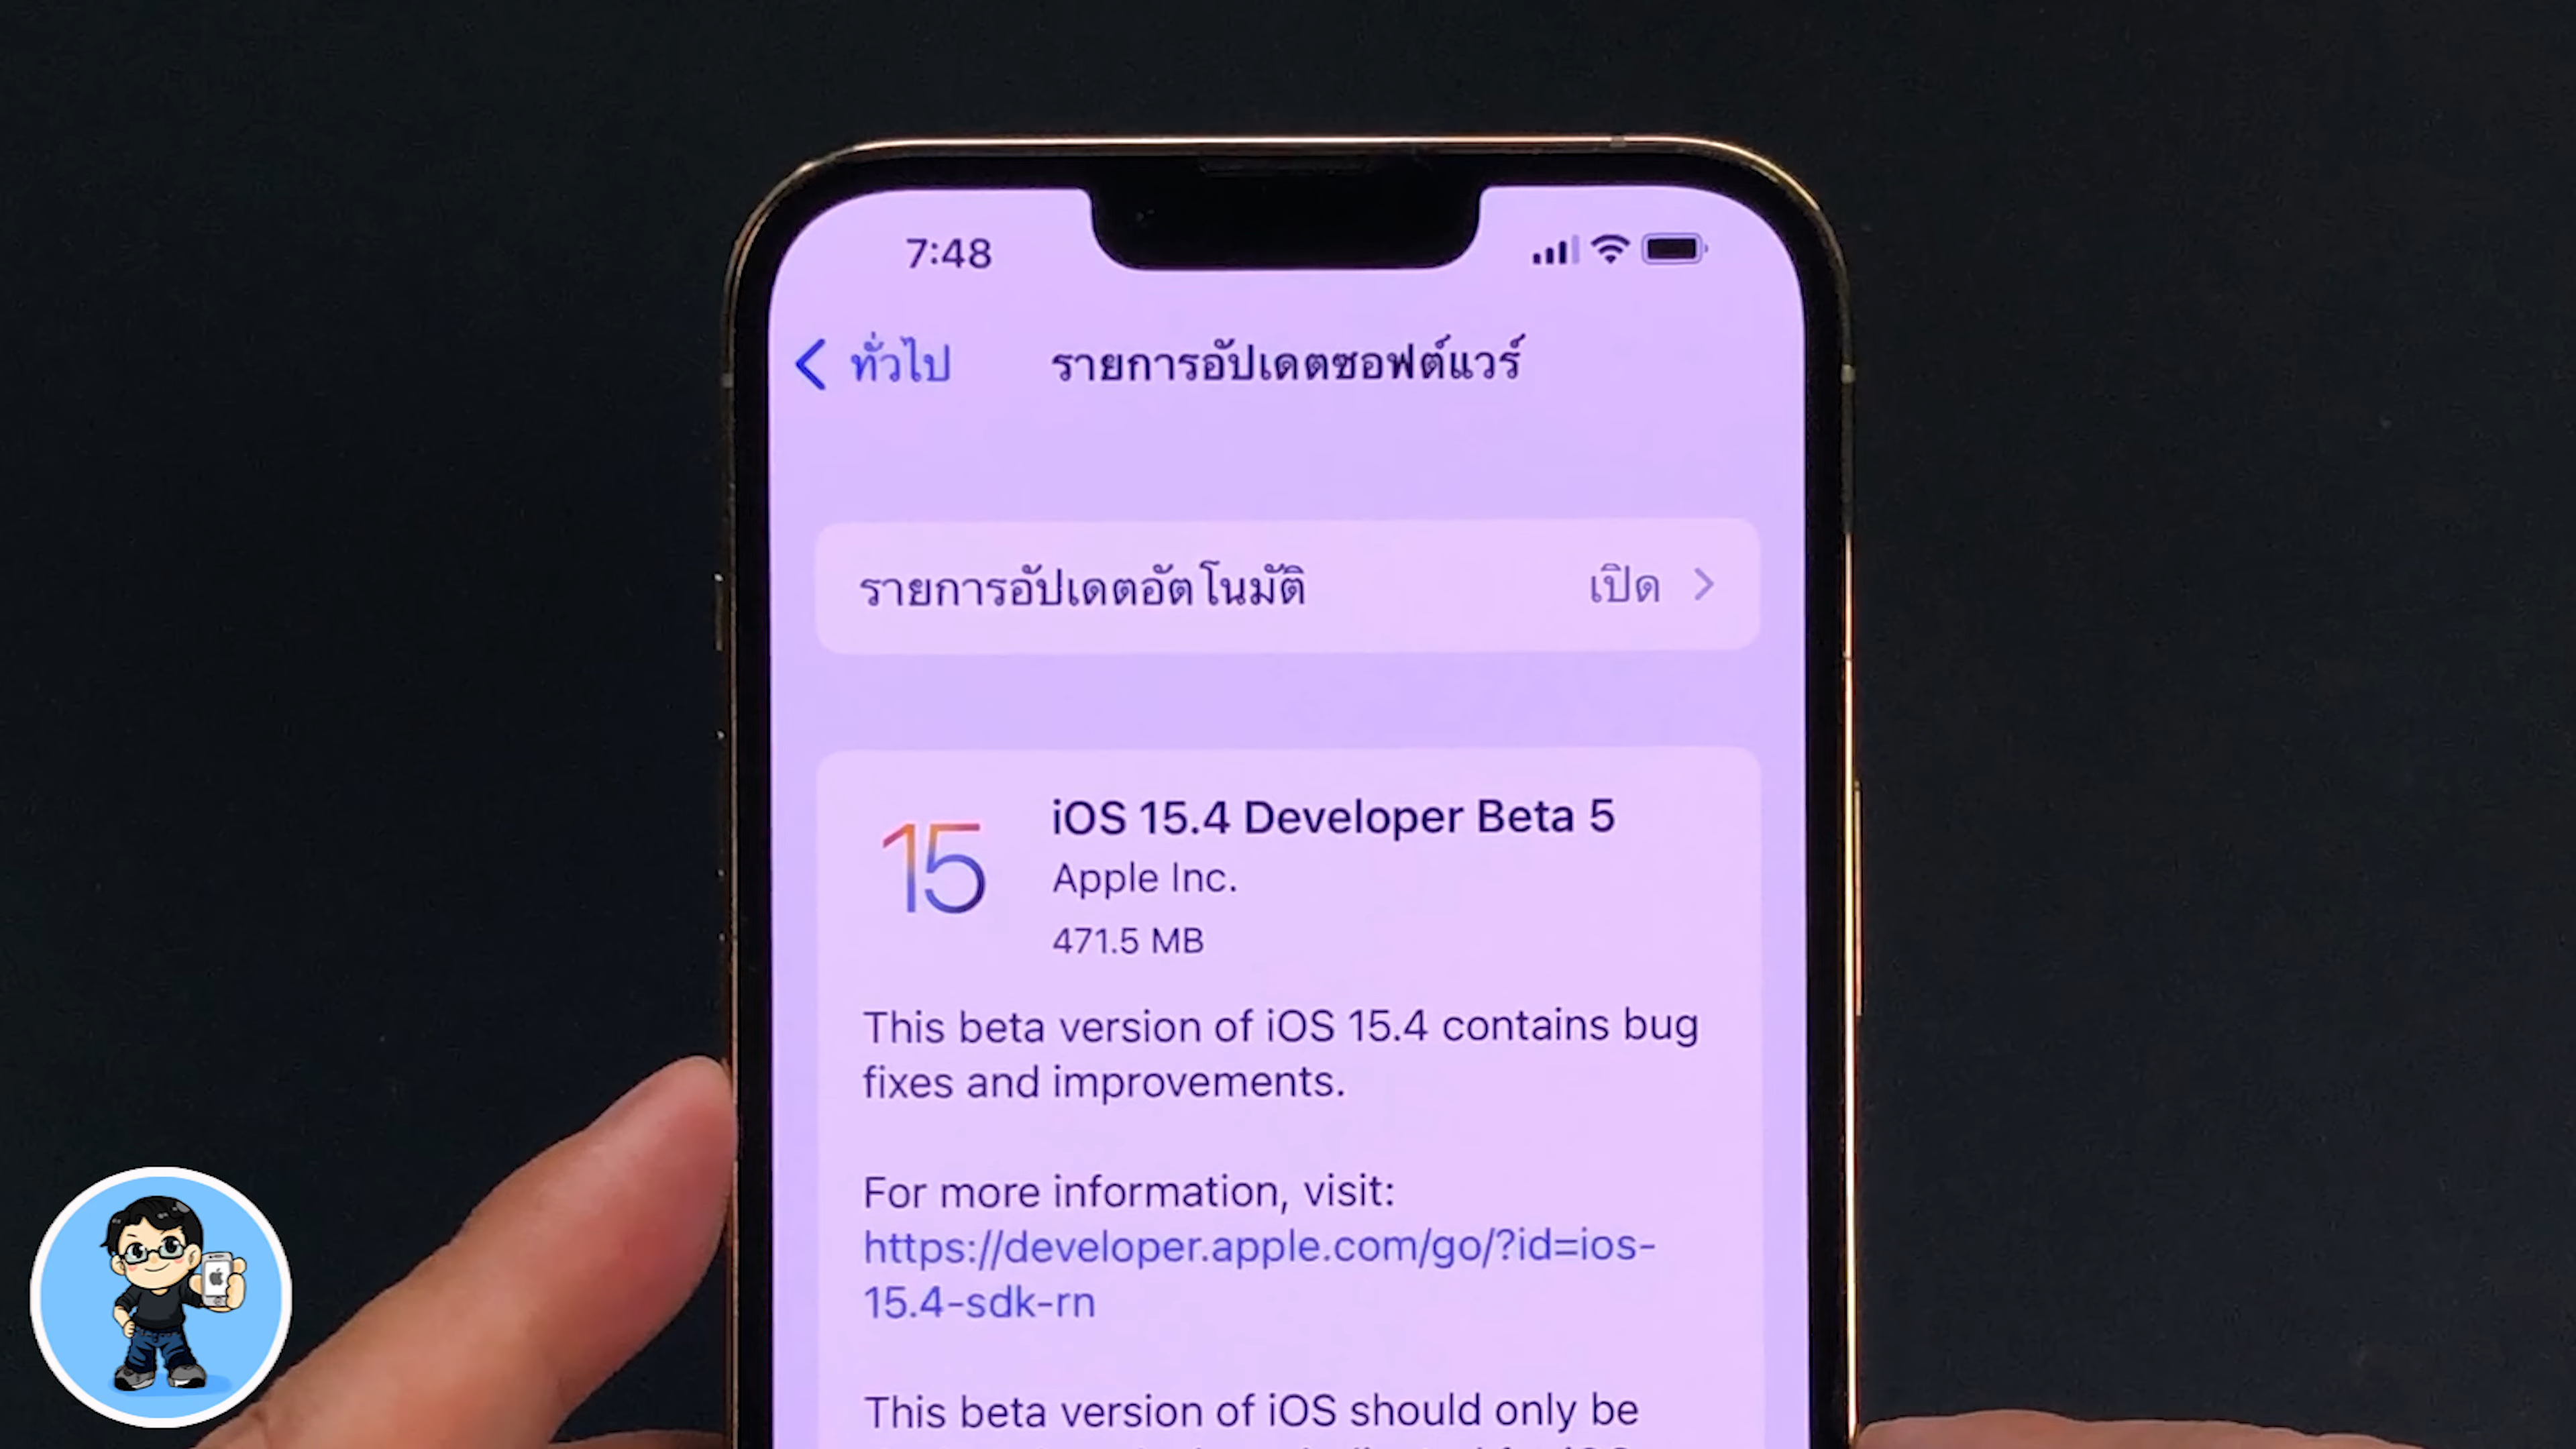 7:48
ทั่วไป รายการอัปเดตซอฟต์แวร์
รายการอัปเดตอัตโนมัติ เปิด
15
iOS 15.4 Developer Beta 5
Apple Inc.
471.5 MB
This beta version of iOS 15.4 contains bug
fixes and improvements.
For more information, visit:
https://developer.apple.com/go/?id=ios-
15.4-sdk-rn
This beta version of iOS should only be